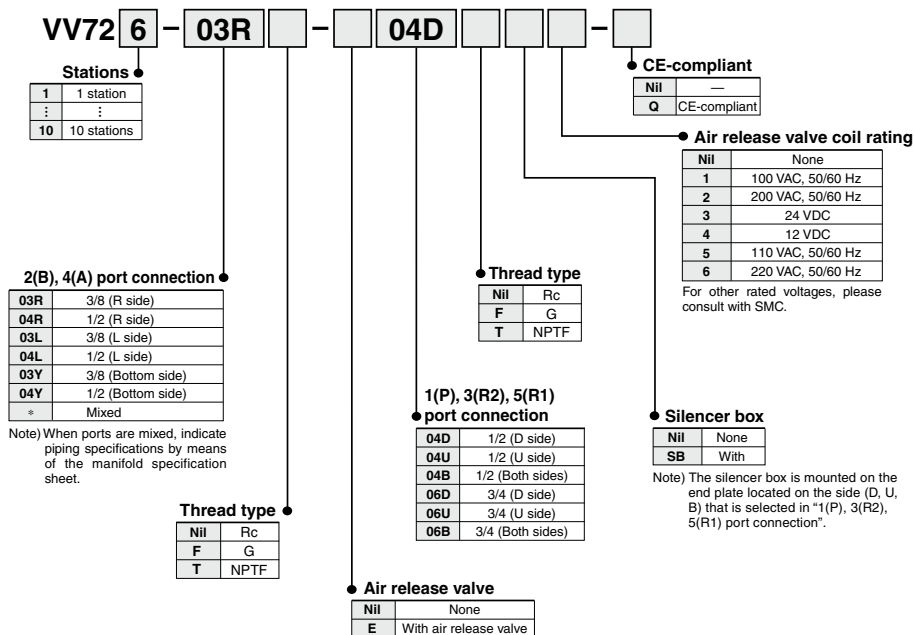 VV72 6 – 03R – 04D –
Stations
1 1 station
⋮ ⋮
10 10 stations
CE-compliant
Nil —
Q CE-compliant
Air release valve coil rating
Nil None
1 100 VAC, 50/60 Hz
2 200 VAC, 50/60 Hz
3 24 VDC
4 12 VDC
5 110 VAC, 50/60 Hz
6 220 VAC, 50/60 Hz
For other rated voltages, please
consult with SMC.
2(B), 4(A) port connection
03R 3/8 (R side)
04R 1/2 (R side)
03L 3/8 (L side)
04L 1/2 (L side)
03Y 3/8 (Bottom side)
04Y 1/2 (Bottom side)
* Mixed
Note) When ports are mixed, indicate
piping specifications by means
of the manifold specification
sheet.
Thread type
Nil Rc
F G
T NPTF
1(P), 3(R2), 5(R1)
port connection
04D 1/2 (D side)
04U 1/2 (U side)
04B 1/2 (Both sides)
06D 3/4 (D side)
06U 3/4 (U side)
06B 3/4 (Both sides)
Silencer box
Nil None
SB With
Note) The silencer box is mounted on the
end plate located on the side (D, U,
B) that is selected in “1(P), 3(R2),
5(R1) port connection”.
Thread type
Nil Rc
F G
T NPTF
Air release valve
Nil None
E With air release valve